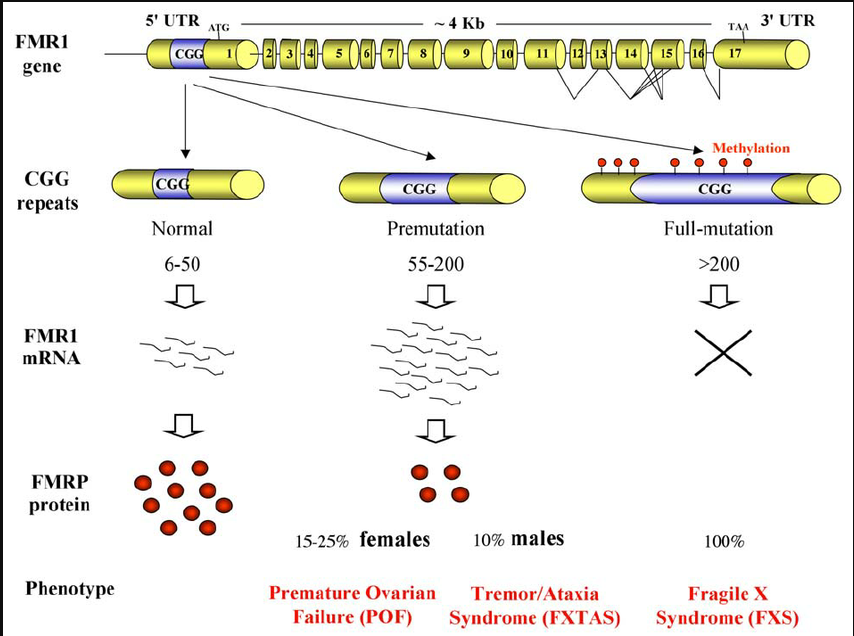 5' UTR ATG ~ 4 Kb TAA 3' UTR
FMR1
gene
CGG 1 2 3 4 5 6 7 8 9 10 11 12 13 14 15 16 17
Methylation
CGG
repeats
CGG CGG CGG
Normal Premutation Full-mutation
6-50 55-200 >200
FMR1
mRNA
FMRP
protein
15-25% females 10% males 100%
Phenotype
Premature Ovarian
Failure (POF)
Tremor/Ataxia
Syndrome (FXTAS)
Fragile X
Syndrome (FXS)